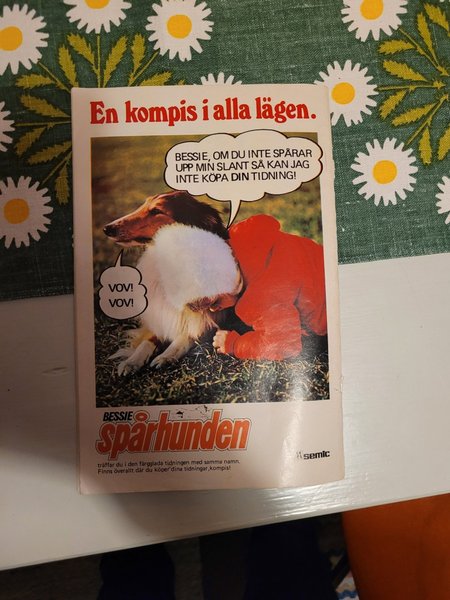 En kompis i alla lägen.
BESSIE, OM DU INTE SPÅRAR
UPP MIN SLANT SÅ KAN JAG
INTE KÖPA DIN TIDNING!
VOV!
VOV!
BESSIE
spårhunden
träffar du i den färgglada tidningen med samma namn.
Finns överallt där du köper dina tidningar, kompis!
semic